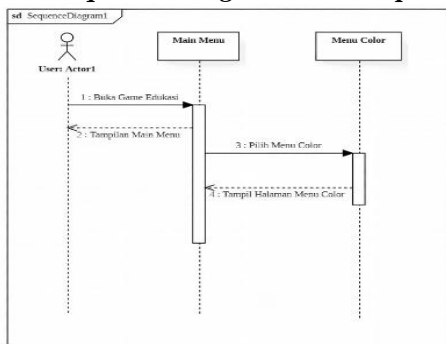 sd SequenceDiagram1
Main Menu
Menu Color
User: Actor1
1 : Buka Game Edukasi
2 : Tampilan Main Menu
3 : Pilih Menu Color
4 : Tampil Halaman Menu Color